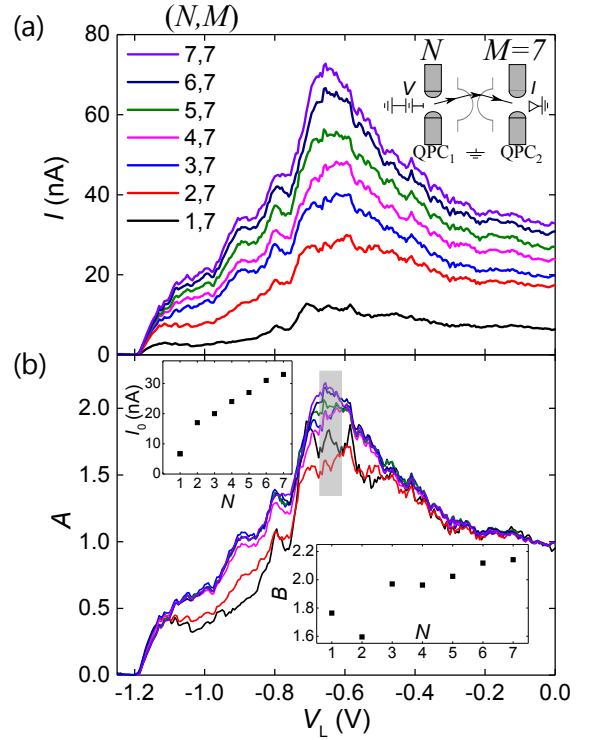 (a)
(N,M)
7,7
6,7
5,7
4,7
3,7
2,7
1,7
N M=7
V I
QPC1 QPC2
I (nA)
80
60
40
20
0
(b)
I0 (nA)
30
20
10
0
1 2 3 4 5 6 7
N
A
2.0
1.5
1.0
0.5
0.0
B
2.2
2.0
1.8
1.6
1 2 3 4 5 6 7
N
-1.2 -1.0 -0.8 -0.6 -0.4 -0.2 0.0
VL (V)